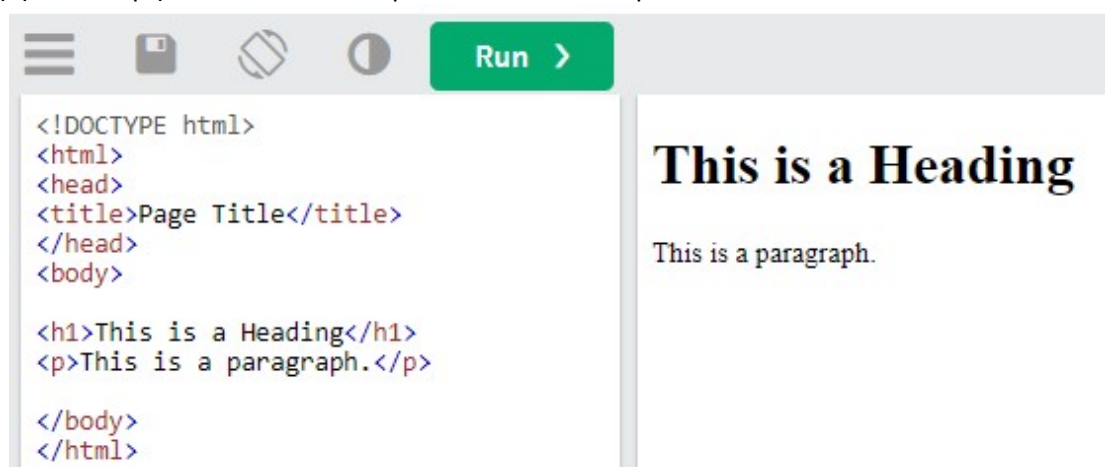 Run ❯
<!DOCTYPE html>
<html>
<head>
<title>Page Title</title>
</head>
<body>
<h1>This is a Heading</h1>
<p>This is a paragraph.</p>
</body>
</html>
This is a Heading
This is a paragraph.